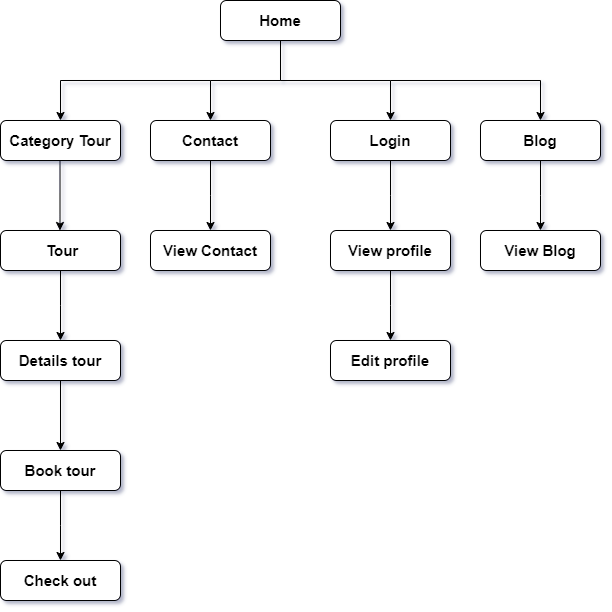 Home
Category Tour
Contact
Login
Blog
Tour
View Contact
View profile
View Blog
Details tour
Edit profile
Book tour
Check out